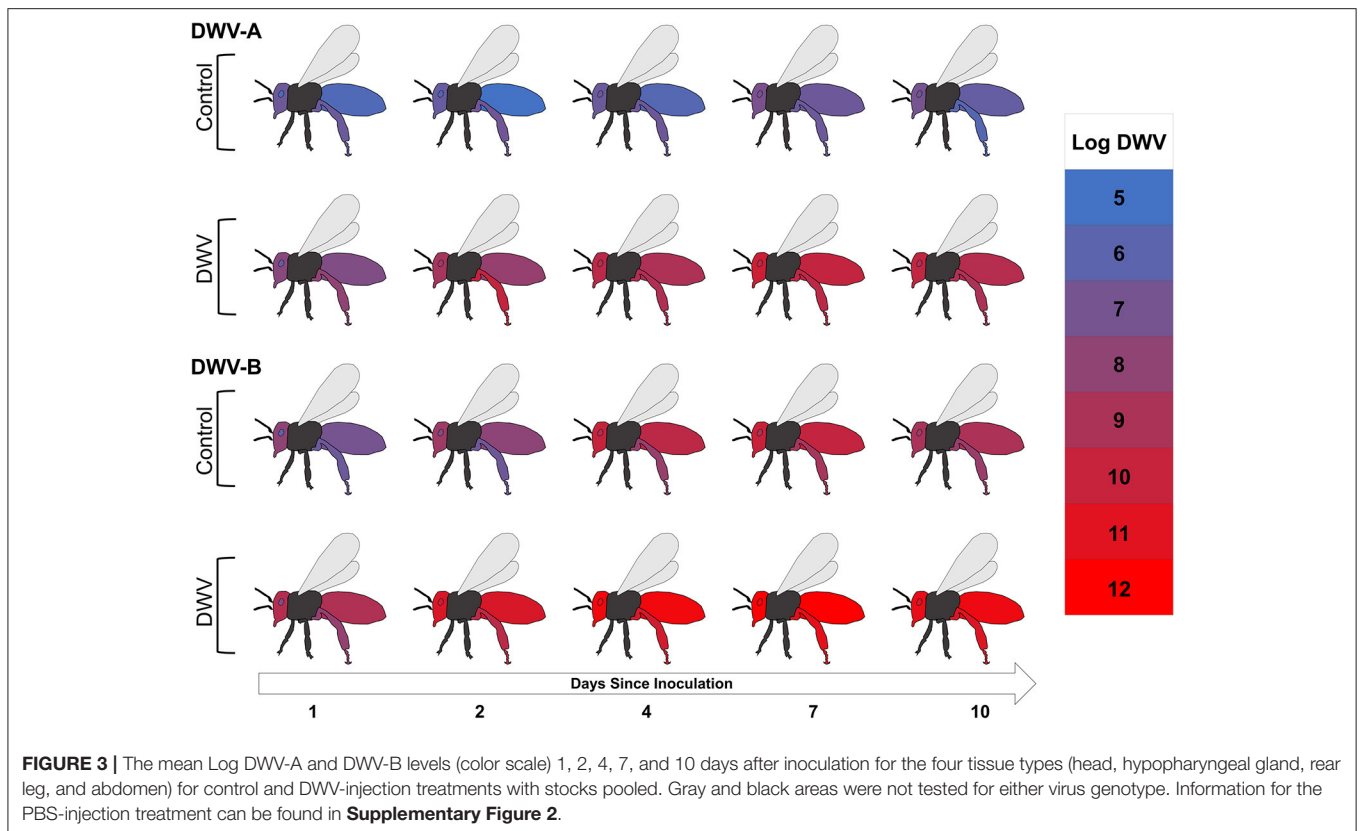 DWV-A
Control
DWV
DWV-B
Control
DWV
Log DWV
5
6
7
8
9
10
11
12
Days Since Inoculation
1 2 4 7 10
FIGURE 3 | The mean Log DWV-A and DWV-B levels (color scale) 1, 2, 4, 7, and 10 days after inoculation for the four tissue types (head, hypopharyngeal gland, rear
leg, and abdomen) for control and DWV-injection treatments with stocks pooled. Gray and black areas were not tested for either virus genotype. Information for the
PBS-injection treatment can be found in Supplementary Figure 2.